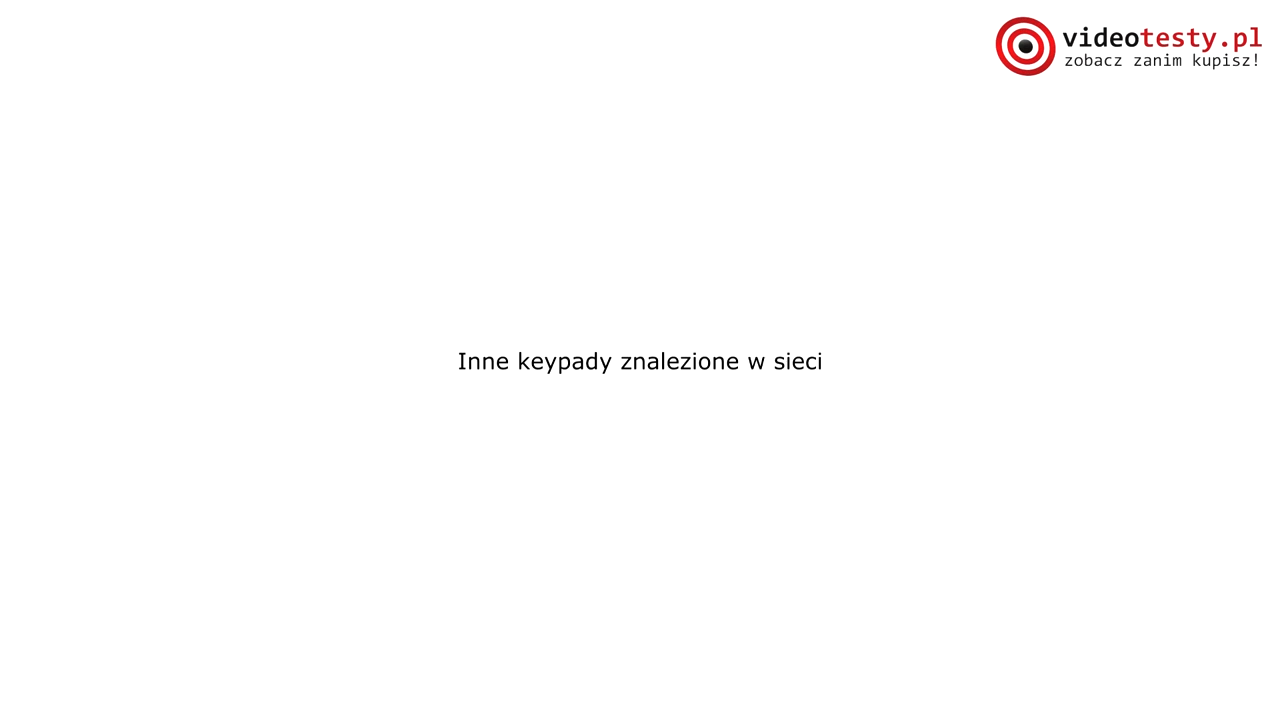 videotesty.pl
zobacz zanim kupisz!
Inne keypady znalezione w sieci